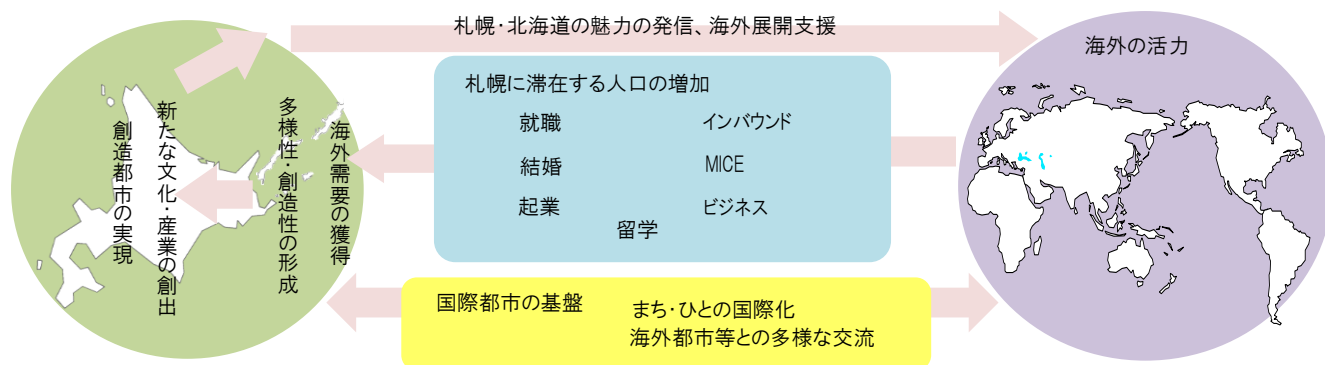 札幌・北海道の魅力の発信、海外展開支援
海外の活力
札幌に滞在する人口の増加
就職
インバウンド
結婚
MICE
起業
ビジネス
留学
海外需要の獲得
多様性・創造性の形成
新たな文化・産業の創出
創造都市の実現
国際都市の基盤
まち・ひとの国際化
海外都市等との多様な交流